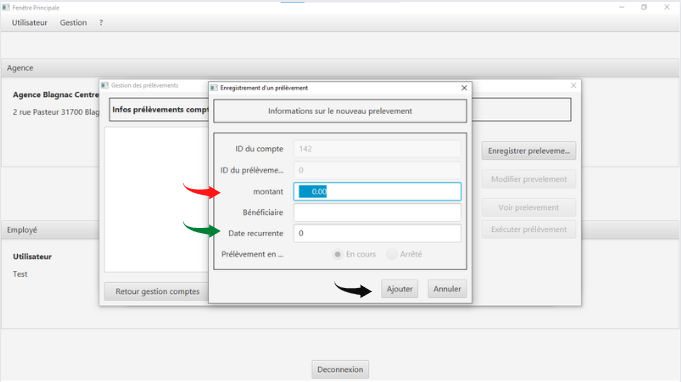 Fenêtre Principale
Utilisateur Gestion ?
Agence
Agence Blagnac Centre
2 rue Pasteur 31700 Blag
Gestion des prélèvements
Infos prélèvements compt
Enregistrement d'un prélèvement
Informations sur le nouveau prelevement
ID du compte 142
ID du prélèveme... 0
montant 0.00
Bénéficiaire
Date recurrente 0
Prélèvement en ... En cours Arrêté
Ajouter Annuler
Enregistrer preleveme...
Modifier prevelement
Voir prelevement
Exécuter prélèvement
Retour gestion comptes
Employé
Utilisateur
Test
Deconnexion